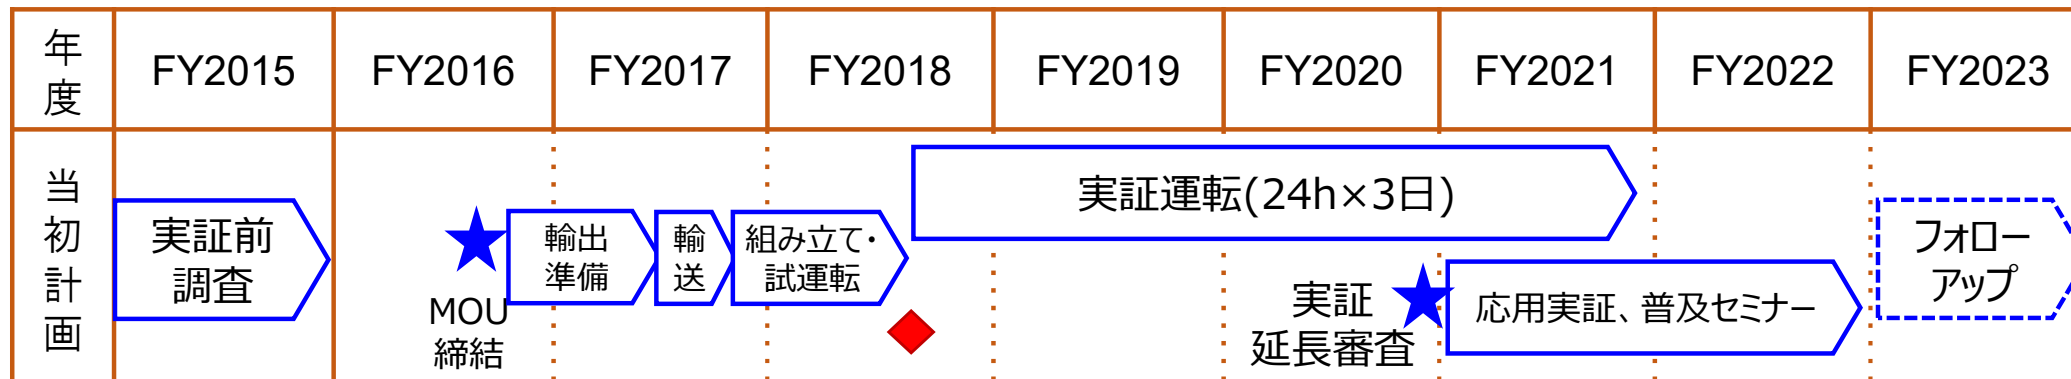 年度
FY2015
FY2016
FY2017
FY2018
FY2019
FY2020
FY2021
FY2022
FY2023
当初計画
実証前
調査
MOU
締結
輸出
準備
輸送
組み立て・
試運転
実証運転(24h×3日)
実証
延長審査
応用実証、普及セミナー
フォロー
アップ